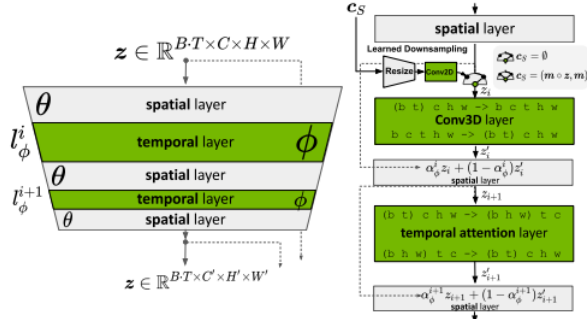 z ∈ ℝ^{B·T×C×H×W}
θ
spatial layer
l_ϕ^i
temporal layer
ϕ
θ
spatial layer
l_ϕ^{i+1}
temporal layer
ϕ
θ
spatial layer
z ∈ ℝ^{B·T×C'×H'×W'}
c_S
spatial layer
Learned Downsampling
Resize
Conv2D
c_S = ∅
c_S = (m ∘ z, m)
z_i
(b t) c h w -> b c t h w
Conv3D layer
b c t h w -> (b t) c h w
z'_i
α_ϕ^i z_i + (1 − α_ϕ^i) z'_i
spatial layer
z_{i+1}
(b t) c h w -> (b h w) t c
temporal attention layer
(b h w) t c -> (b t) c h w
z'_{i+1}
α_ϕ^{i+1} z_{i+1} + (1 − α_ϕ^{i+1}) z'_{i+1}
spatial layer